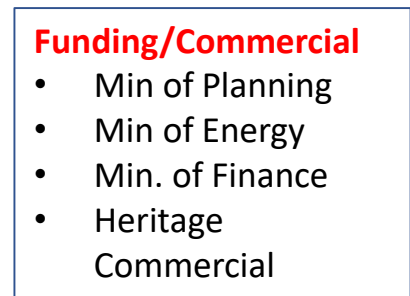 Funding/Commercial
• Min of Planning
• Min of Energy
• Min. of Finance
• Heritage
Commercial